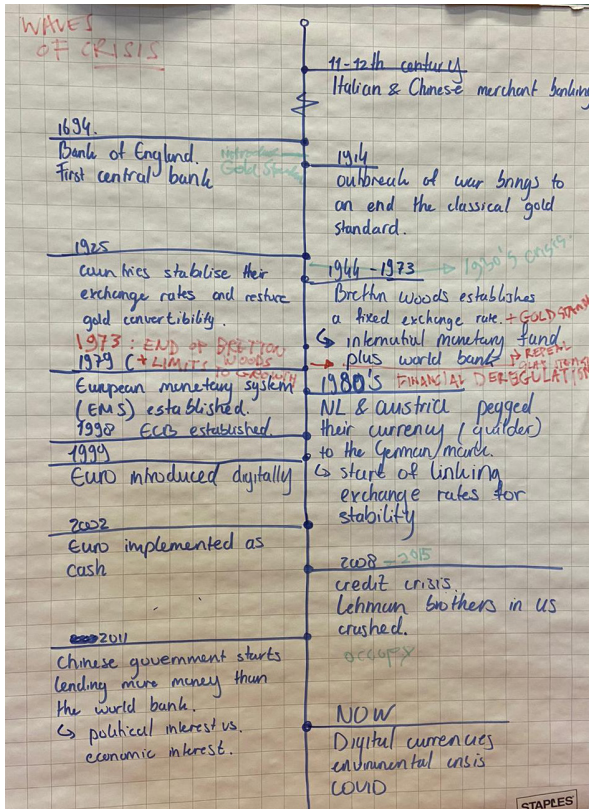 WAVES
OF CRISIS
11-12th century
Italian & Chinese merchant banking
1694.
Bank of England.
First central bank
introduce
Gold Standard
1914
outbreak of war brings to
an end the classical gold
standard.
1925
countries stabilise their
exchange rates and restore
gold convertibility.
1930's crisis.
1944 - 1973
Bretton woods establishes
a fixed exchange rate. + GOLD STANDARD
↳ international monetary fund
plus world bank
REPEAL
1973: END OF BRETTON
WOODS
1979 (* LIMITS
TO GROWTH
European monetary system
(EMS) established.
1998 ECB established.
1980's FINANCIAL DEREGULATION
NL & austria pegged
their currency (guilder)
to the German mark.
↳ start of linking
exchange rates for
stability
1999
Euro introduced digitally
2002
Euro implemented as
cash
2008 - 2015
credit crisis.
Lehman brothers in US
crashed.
occupy
2011
Chinese government starts
lending more money than
the world bank.
↳ political interest vs.
economic interest.
NOW
Digital currencies
environmental crisis
COVID
STAPLES